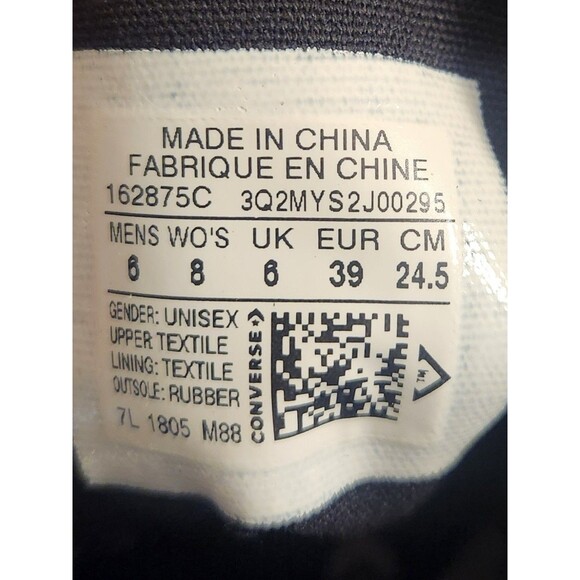 MADE IN CHINA
FABRIQUE EN CHINE
162875C 3Q2MYS2J00295
MENS WO'S UK EUR CM
6 8 6 39 24.5
GENDER: UNISEX
UPPER TEXTILE
LINING: TEXTILE
OUTSOLE: RUBBER
7L 1805 M88
CONVERSE
TM